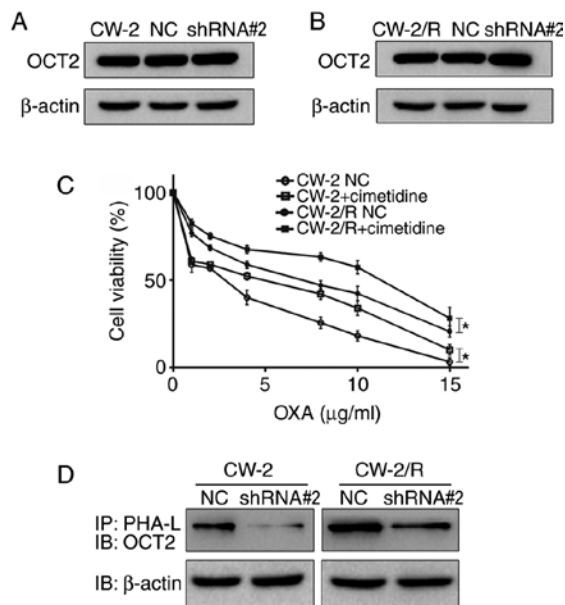 A
CW-2 NC shRNA#2
OCT2
β-actin
B
CW-2/R NC shRNA#2
OCT2
β-actin
C
CW-2 NC
CW-2+cimetidine
CW-2/R NC
CW-2/R+cimetidine
Cell viability (%)
100
50
0
*
*
0 5 10 15
OXA (μg/ml)
D
CW-2 CW-2/R
NC shRNA#2 NC shRNA#2
IP: PHA-L
IB: OCT2
IB: β-actin